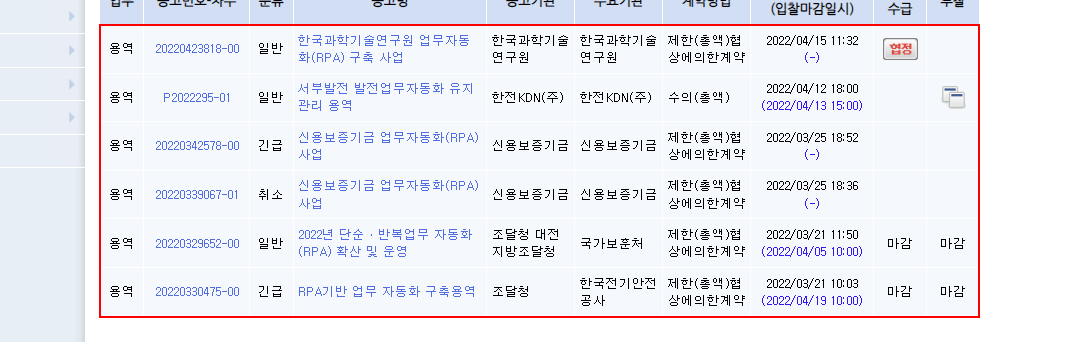 업무 공고번호-차수 분류 공고명 공고기관 수요기관 계약방법 (입찰마감일시) 수급 투찰
용역 20220423818-00 일반 한국과학기술연구원 업무자동 한국과학기술 한국과학기술 제한(총액)협 2022/04/15 11:32 협정
화(RPA) 구축 사업 연구원 연구원 상에의한계약 (-)
용역 P2022295-01 일반 서부발전 발전업무자동화 유지 한전KDN(주) 한전KDN(주) 수의(총액) 2022/04/12 18:00
관리 용역 (2022/04/13 15:00)
용역 20220342578-00 긴급 신용보증기금 업무자동화(RPA) 신용보증기금 신용보증기금 제한(총액)협 2022/03/25 18:52
사업 상에의한계약 (-)
용역 20220339067-01 취소 신용보증기금 업무자동화(RPA) 신용보증기금 신용보증기금 제한(총액)협 2022/03/25 18:36
사업 상에의한계약 (-)
용역 20220329652-00 일반 2022년 단순·반복업무 자동화 조달청 대전 국가보훈처 제한(총액)협 2022/03/21 11:50 마감 마감
(RPA) 확산 및 운영 지방조달청 상에의한계약 (2022/04/05 10:00)
용역 20220330475-00 긴급 RPA기반 업무 자동화 구축용역 조달청 한국전기안전 제한(총액)협 2022/03/21 10:03 마감 마감
공사 상에의한계약 (2022/04/19 10:00)